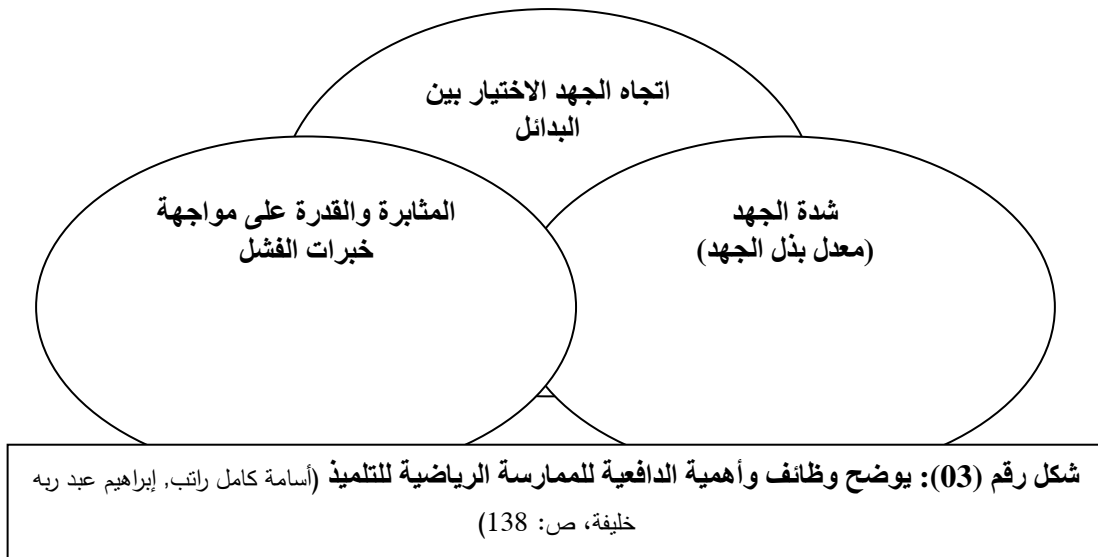 اتجاه الجهد الاختيار بين
البدائل
شدة الجهد
(معدل بذل الجهد)
المثابرة والقدرة على مواجهة
خبرات الفشل
شكل رقم (03): يوضح وظائف وأهمية الدافعية للممارسة الرياضية للتلميذ (أسامة كامل راتب, إبراهيم عبد ربه
خليفة، ص: 138)